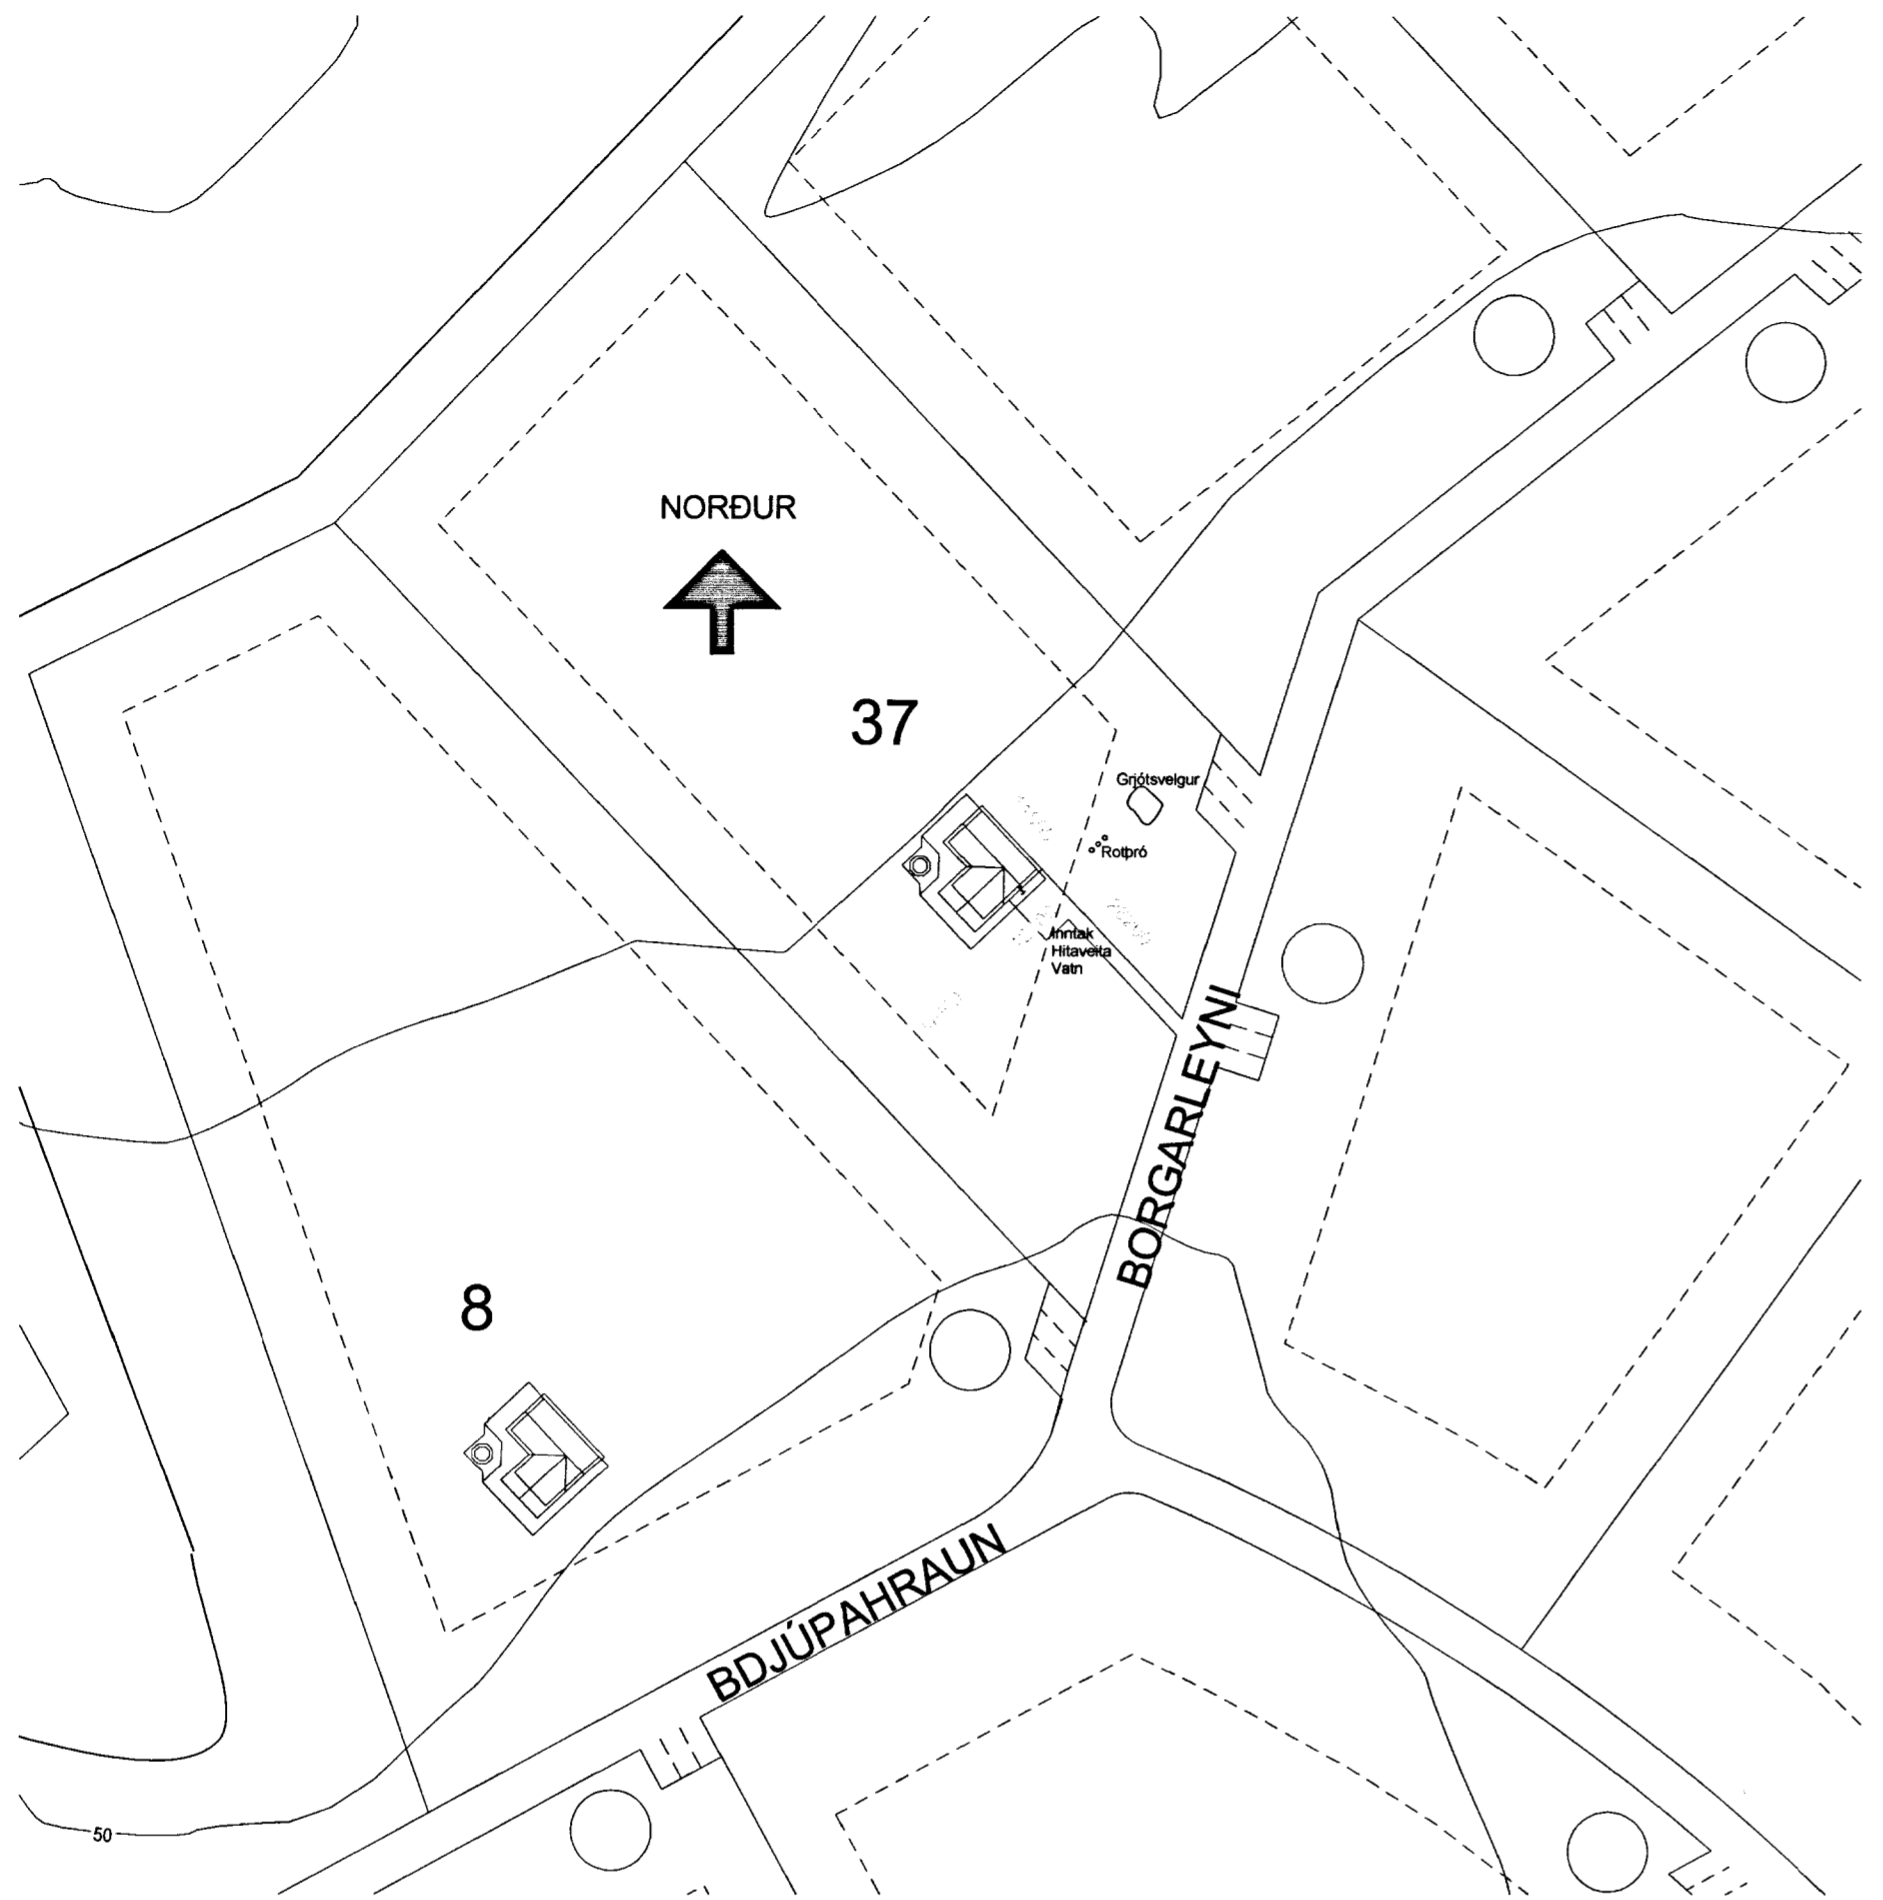 NORÐUR
37
Grjótsvelgur
Rotþró
Inntak
Hitaveita
Vatn
BORGARLEYNI
8
BDJÚPAHRAUN
50